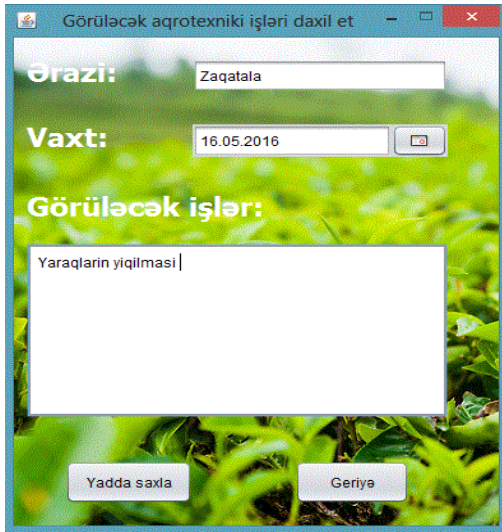 Görüləcək aqrotexniki işləri daxil et
Ərazi:
Zaqatala
Vaxt:
16.05.2016
Görüləcək işlər:
Yaraqlarin yiqilmasi
Yadda saxla
Geriyə